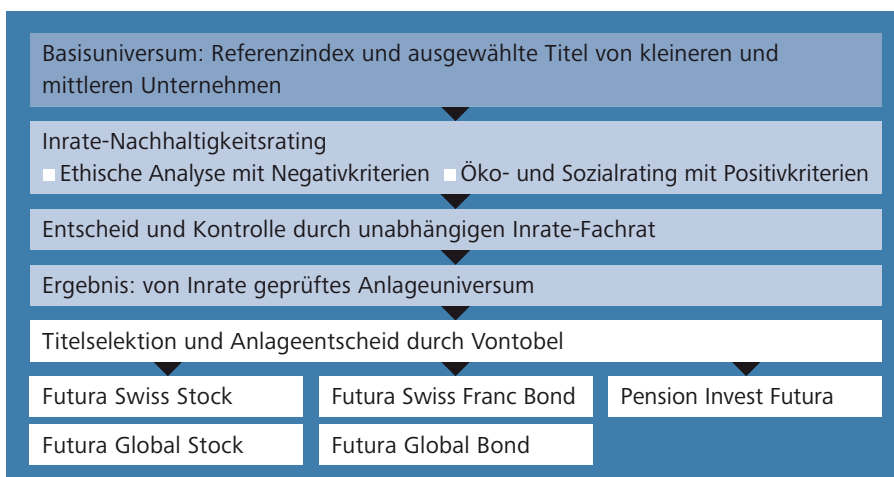 Basisuniversum: Referenzindex und ausgewählte Titel von kleineren und
mittleren Unternehmen
Inrate-Nachhaltigkeitsrating
Ethische Analyse mit Negativkriterien Öko- und Sozialrating mit Positivkriterien
Entscheid und Kontrolle durch unabhängigen Inrate-Fachrat
Ergebnis: von Inrate geprüftes Anlageuniversum
Titelselektion und Anlageentscheid durch Vontobel
Futura Swiss Stock Futura Swiss Franc Bond Pension Invest Futura
Futura Global Stock Futura Global Bond